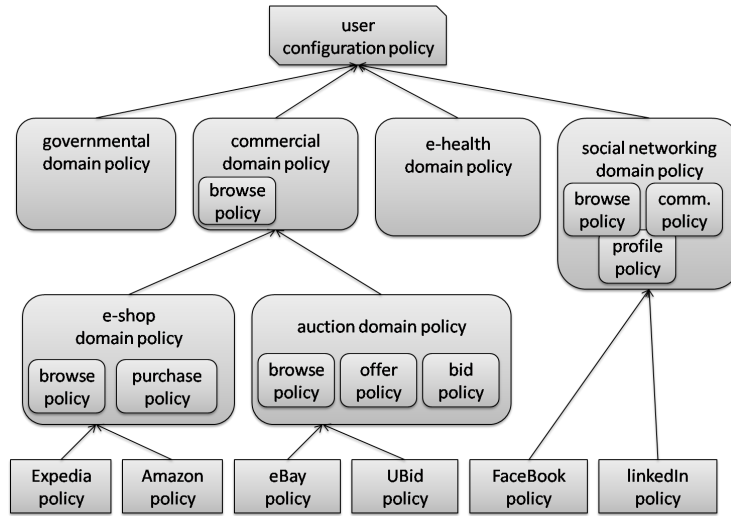 user
configuration policy
governmental
domain policy
commercial
domain policy
browse
policy
e-health
domain policy
social networking
domain policy
browse
policy
comm.
policy
profile
policy
e-shop
domain policy
browse
policy
purchase
policy
auction domain policy
browse
policy
offer
policy
bid
policy
Expedia
policy
Amazon
policy
eBay
policy
UBid
policy
FaceBook
policy
linkedIn
policy